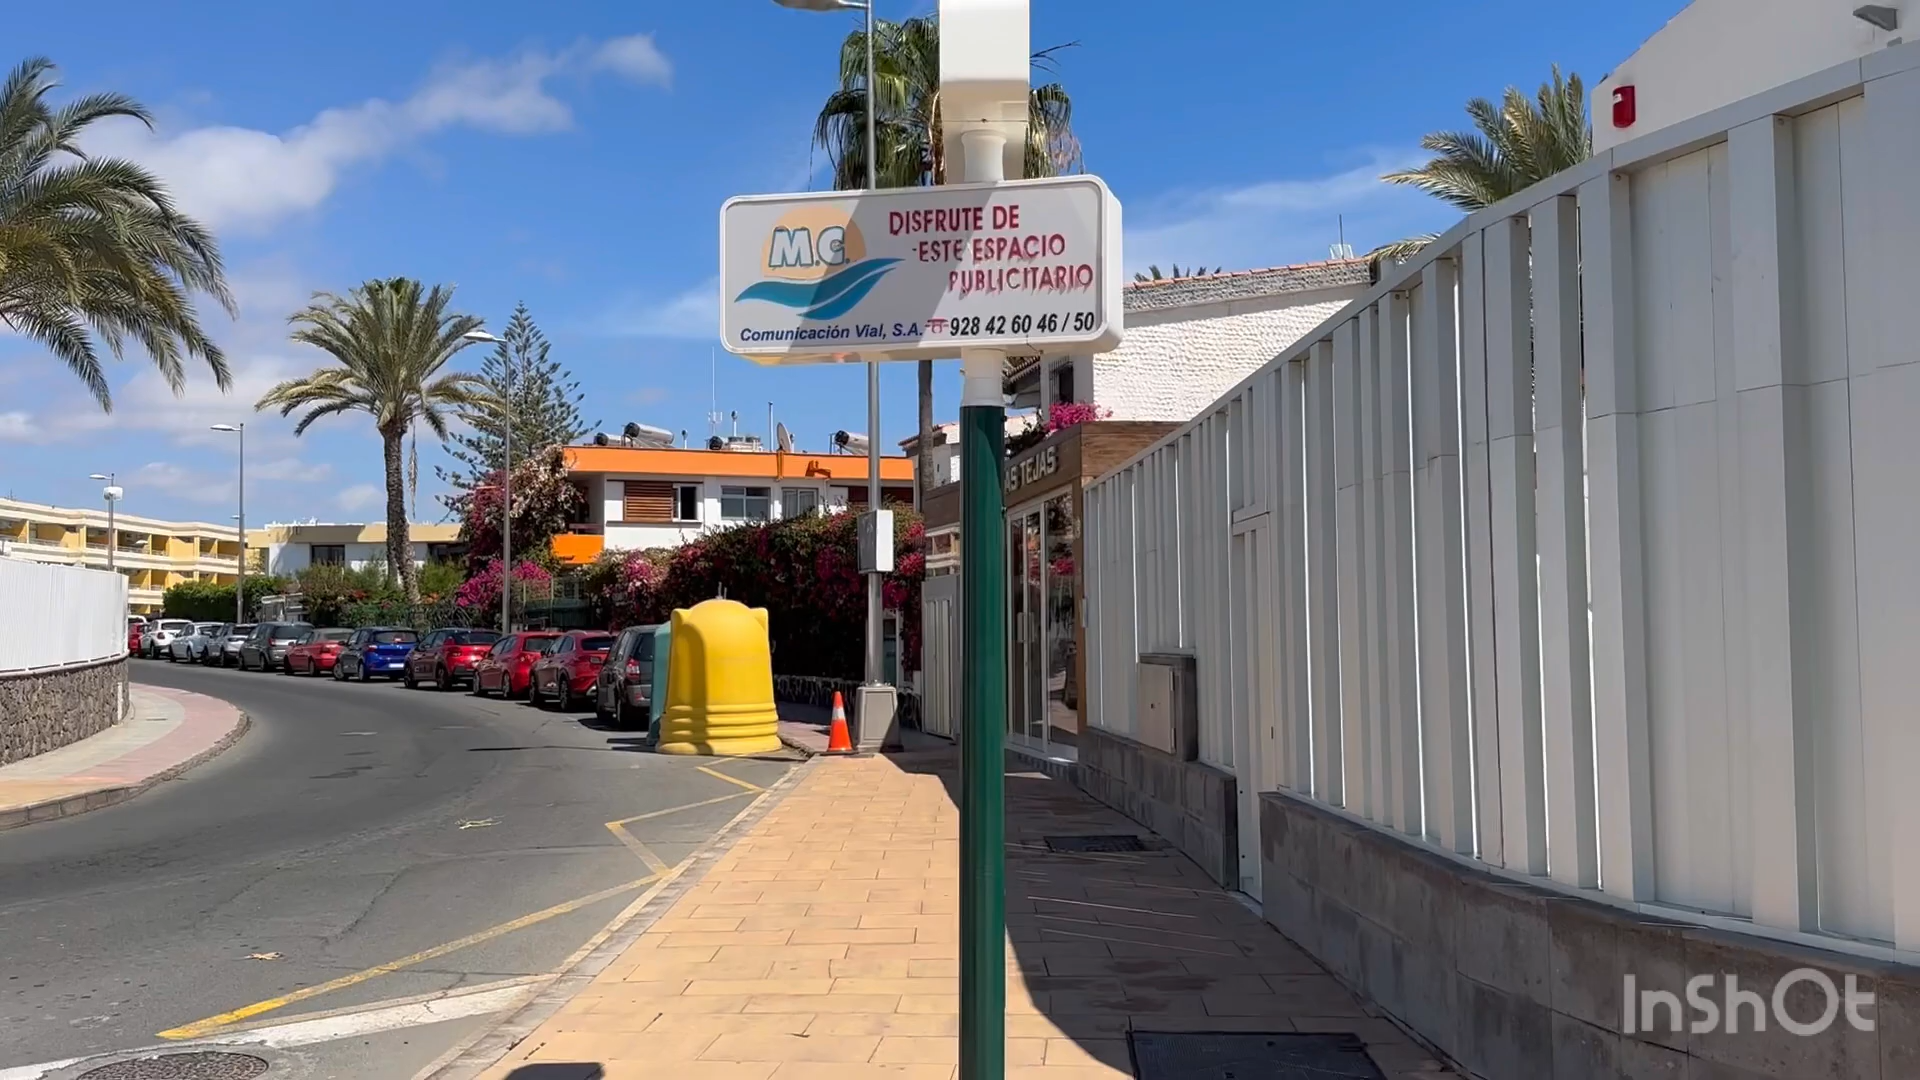 M.C.
DISFRUTE DE
ESTE ESPACIO
PUBLICITARIO
Comunicación Vial, S.A. ☎ 928 42 60 46 / 50
AS TEJAS
InShOt